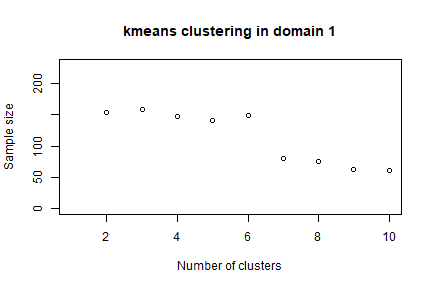 kmeans clustering in domain 1
Sample size
200
100
50
0
2 4 6 8 10
Number of clusters